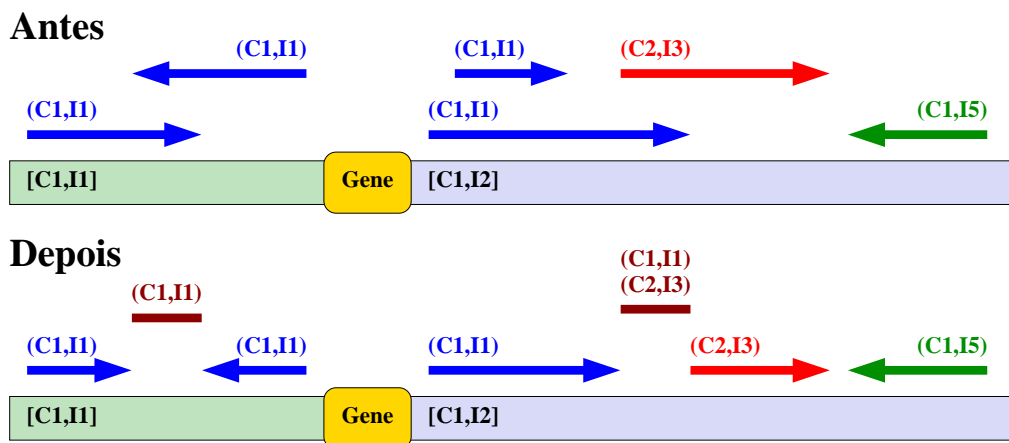 Antes
(C1,I1) (C1,I1) (C2,I3)
(C1,I1) (C1,I1) (C1,I5)
[C1,I1] Gene [C1,I2]
Depois
(C1,I1)
(C1,I1) (C2,I3)
(C1,I1) (C1,I1) (C1,I1) (C2,I3) (C1,I5)
[C1,I1] Gene [C1,I2]